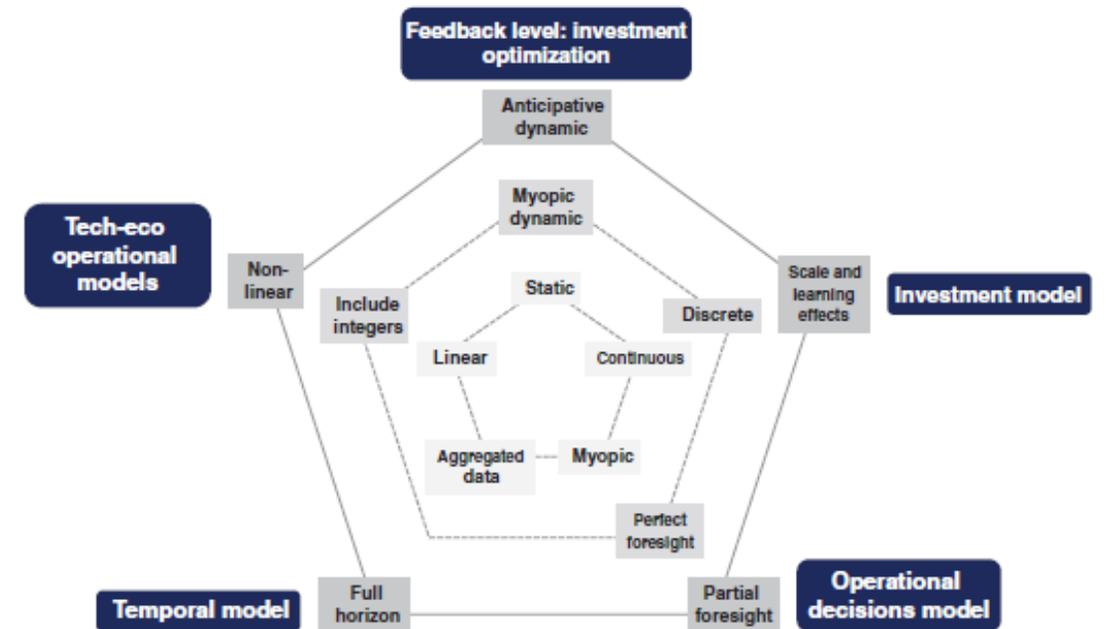 Feedback level: investment
optimization
Anticipative
dynamic
Myopic
dynamic
Tech-eco
operational
models
Non-
linear
Scale and
learning
effects
Investment model
Static
Include
integers
Discrete
Linear
Continuous
Aggregated
data
Myopic
Perfect
foresight
Temporal model
Full
horizon
Partial
foresight
Operational
decisions model